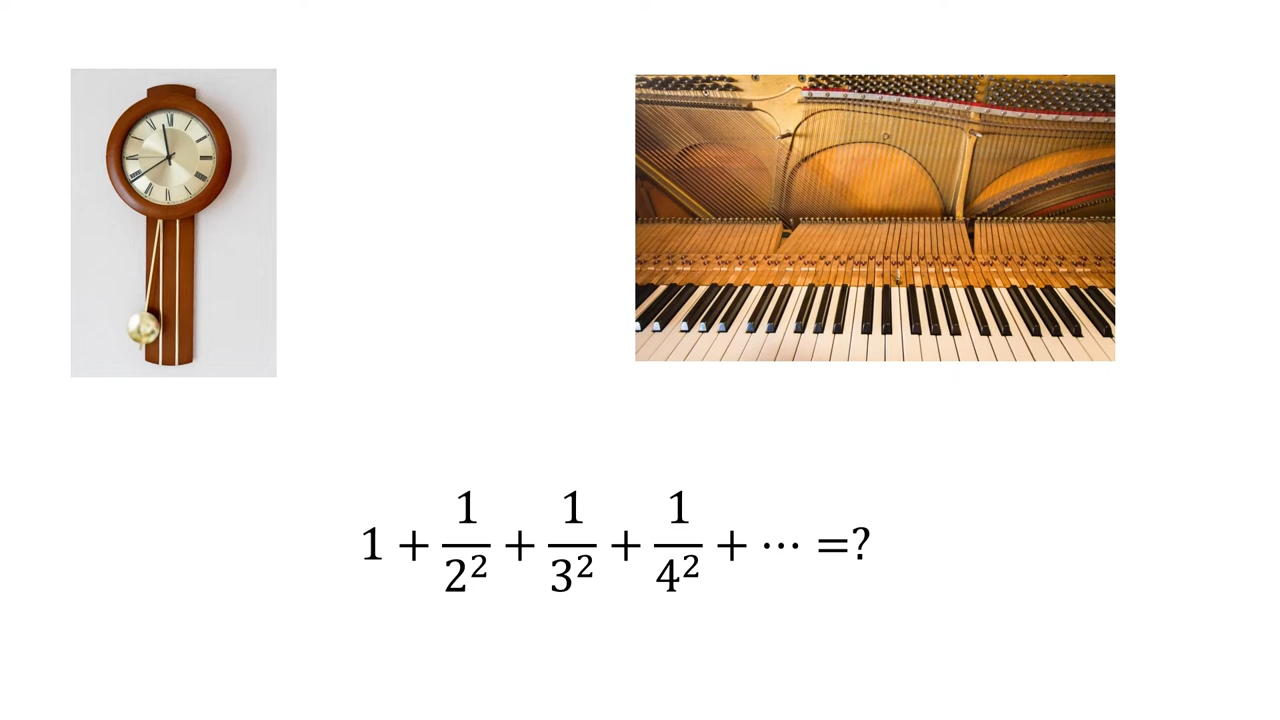 1 + 1/2² + 1/3² + 1/4² + ⋯ =?